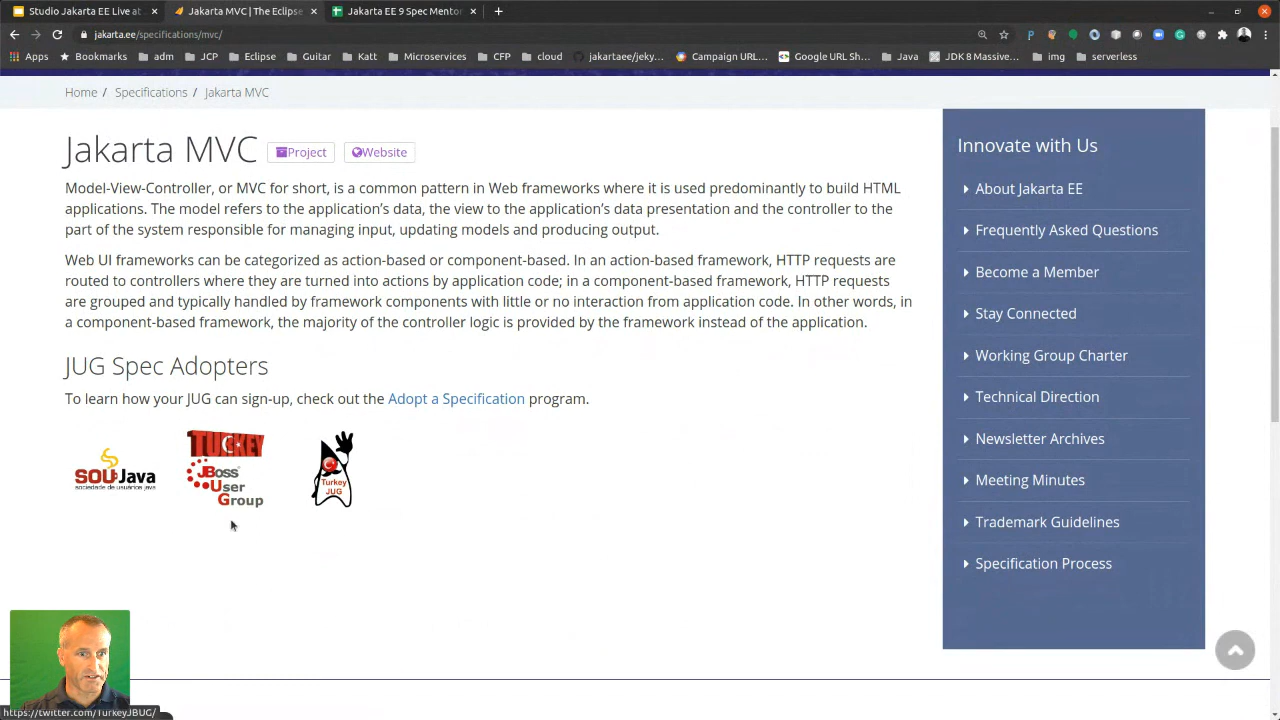 Studio Jakarta EE Live at
Jakarta MVC | The Eclipse
Jakarta EE 9 Spec Mentor
jakarta.ee/specifications/mvc/
Apps
Bookmarks
adm
JCP
Eclipse
Guitar
Katt
Microservices
CFP
cloud
jakartaee/jeky...
Campaign URL...
Google URL Sh...
Java
JDK 8 Massive...
img
serverless
Home / Specifications / Jakarta MVC
Jakarta MVC
Project
Website
Model-View-Controller, or MVC for short, is a common pattern in Web frameworks where it is used predominantly to build HTML
applications. The model refers to the application's data, the view to the application's data presentation and the controller to the
part of the system responsible for managing input, updating models and producing output.
Web UI frameworks can be categorized as action-based or component-based. In an action-based framework, HTTP requests are
routed to controllers where they are turned into actions by application code; in a component-based framework, HTTP requests
are grouped and typically handled by framework components with little or no interaction from application code. In other words, in
a component-based framework, the majority of the controller logic is provided by the framework instead of the application.
JUG Spec Adopters
To learn how your JUG can sign-up, check out the Adopt a Specification program.
SOUJava
sociedade de usuários java
TURKEY
JBoss
User
Group
Turkey
JUG
Innovate with Us
About Jakarta EE
Frequently Asked Questions
Become a Member
Stay Connected
Working Group Charter
Technical Direction
Newsletter Archives
Meeting Minutes
Trademark Guidelines
Specification Process
https://twitter.com/TurkeyJBUG/